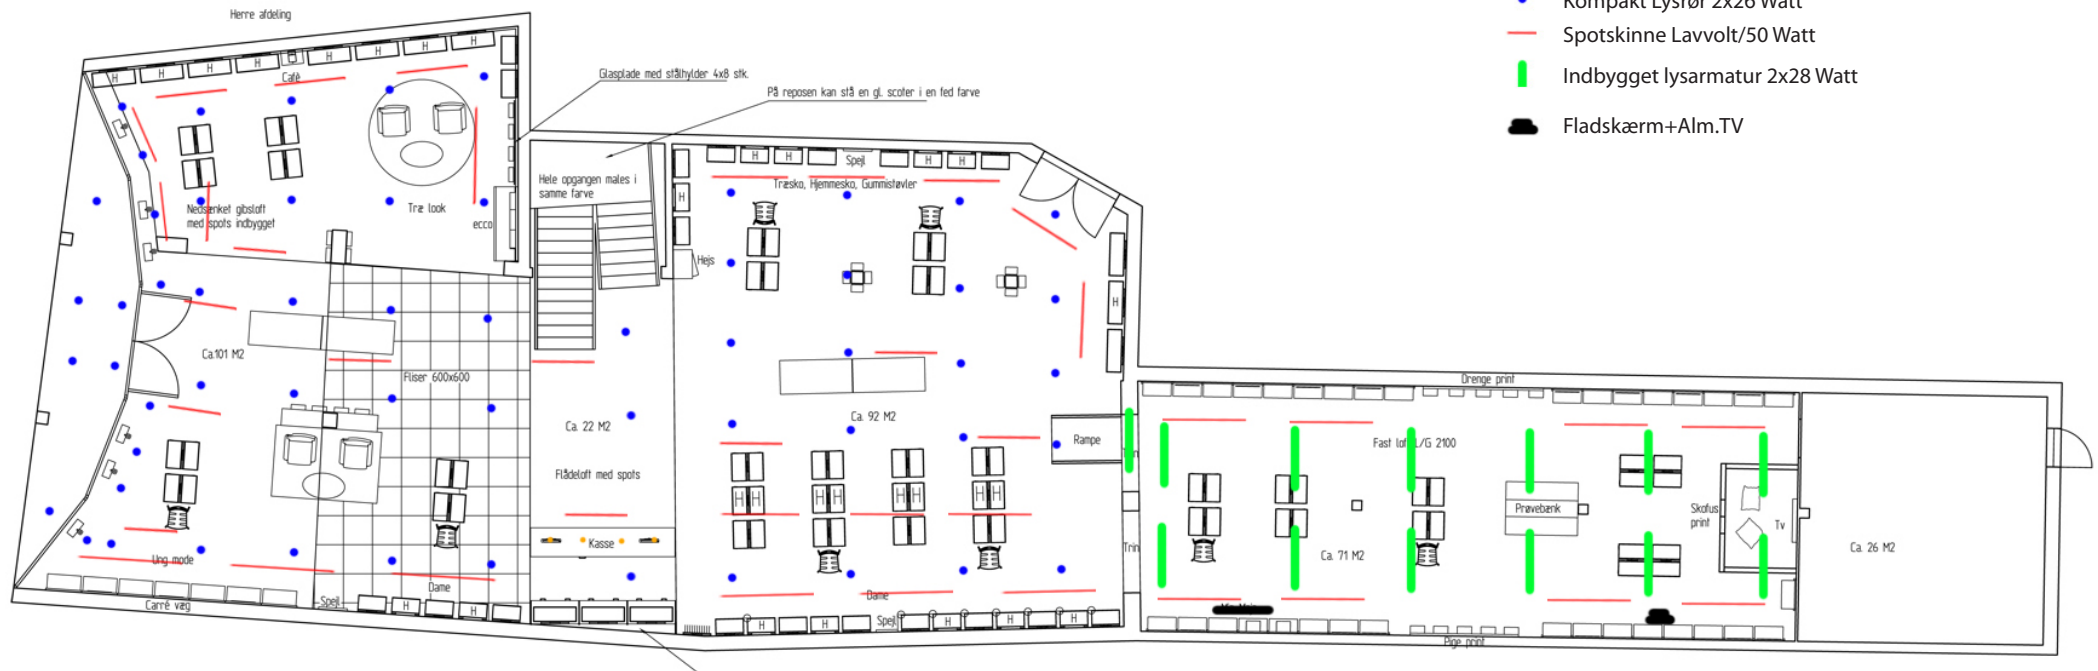 Kompakt Lysrør 2x26 Watt
Spotskinne Lavvolt/50 Watt
Indbygget lysarmatur 2x28 Watt
Fladskærm+Alm.TV
Herre afdeling
Glasplade med stålhylder 4x8 stk.
På reposen kan stå en gl. scoter i en fed farve
H
H
H
H
H
H
H
H
Café
Hele opgangen males i
samme farve
Nedsænket gibsloft
med spots indbygget
Træ look
ecco
H
H
Spejl
H
H
H
Træsko, Hjemmesko, Gummistøvler
Hejs
H
Ca.101 M2
Fliser 600x600
Ca. 22 M2
Flådeloft med spots
Kasse
Ca. 92 M2
Rampe
H H
H H
H H
H H
Trin
Drenge print
Fast loft L/G 2100
Prøvebænk
Skofus
print
Tv
Ca. 71 M2
Ca. 26 M2
Ung mode
Carré væg
Spejl
Dame
H
H
Dame
Spejl
H
H
H
H
H
Pige print